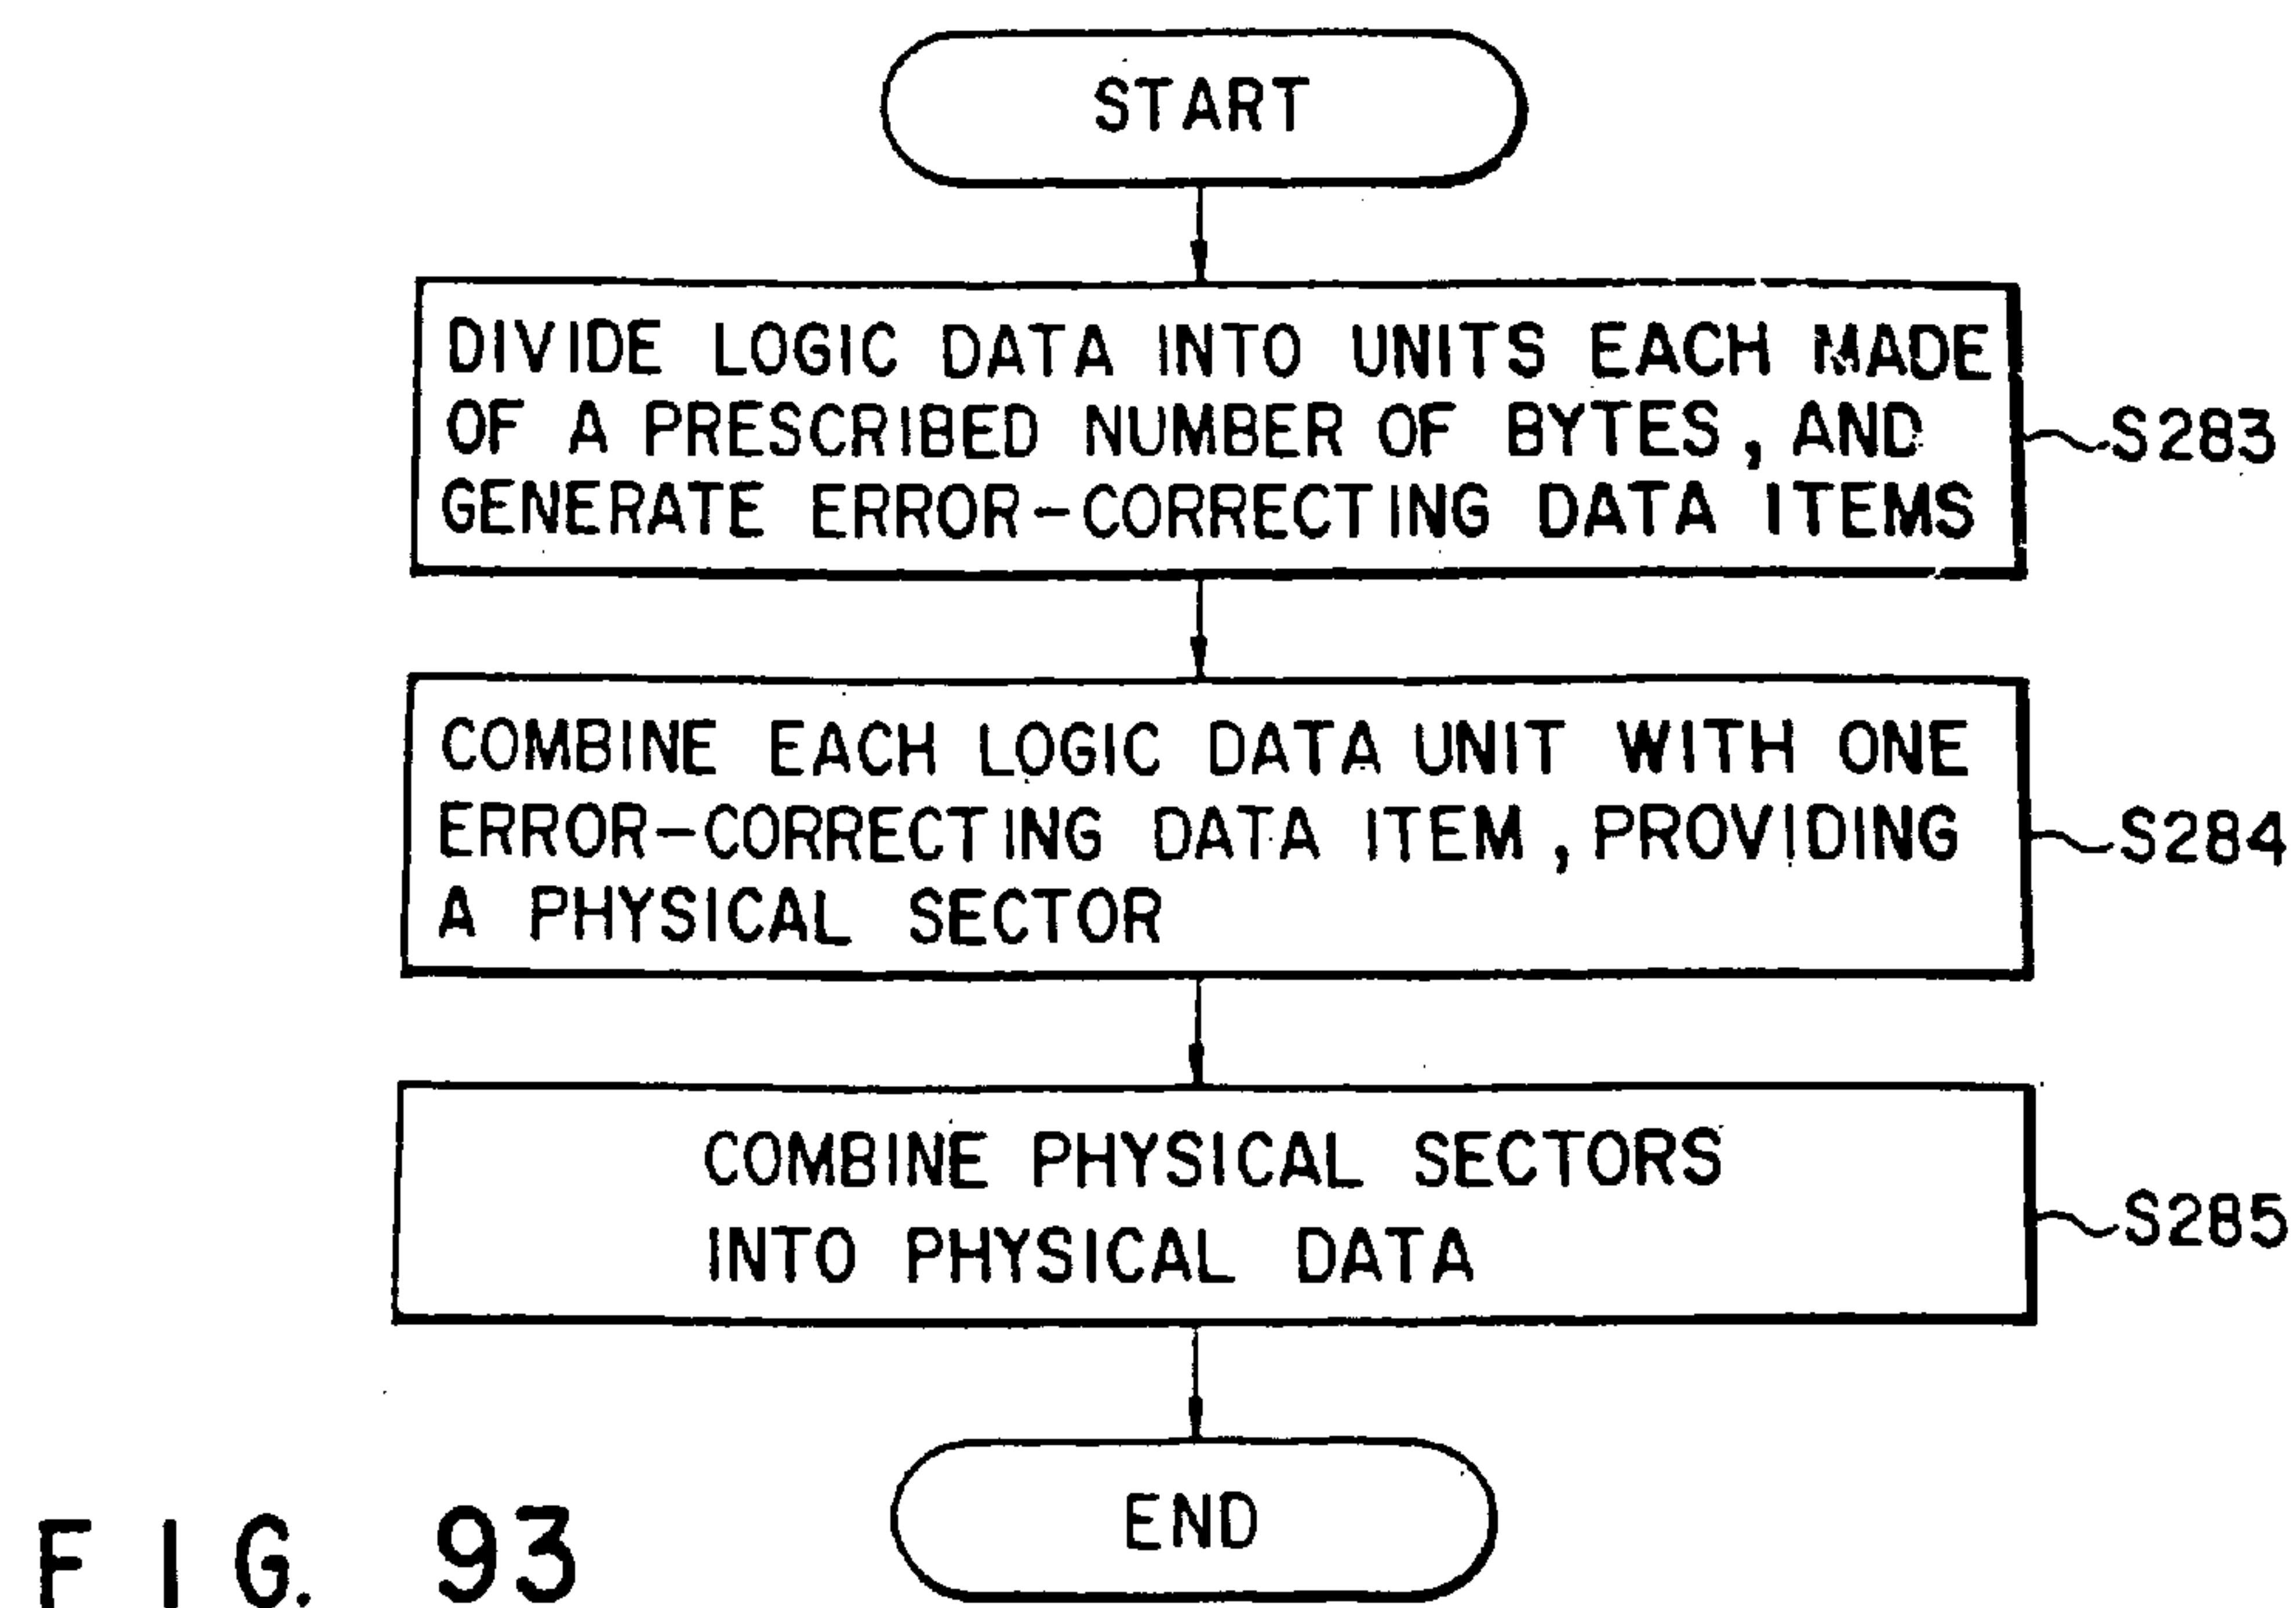 START
DIVIDE LOGIC DATA INTO UNITS EACH MADE
OF A PRESCRIBED NUMBER OF BYTES, AND
GENERATE ERROR-CORRECTING DATA ITEMS
S283
COMBINE EACH LOGIC DATA UNIT WITH ONE
ERROR-CORRECTING DATA ITEM, PROVIDING
A PHYSICAL SECTOR
S284
COMBINE PHYSICAL SECTORS
INTO PHYSICAL DATA
S285
END
FIG. 93